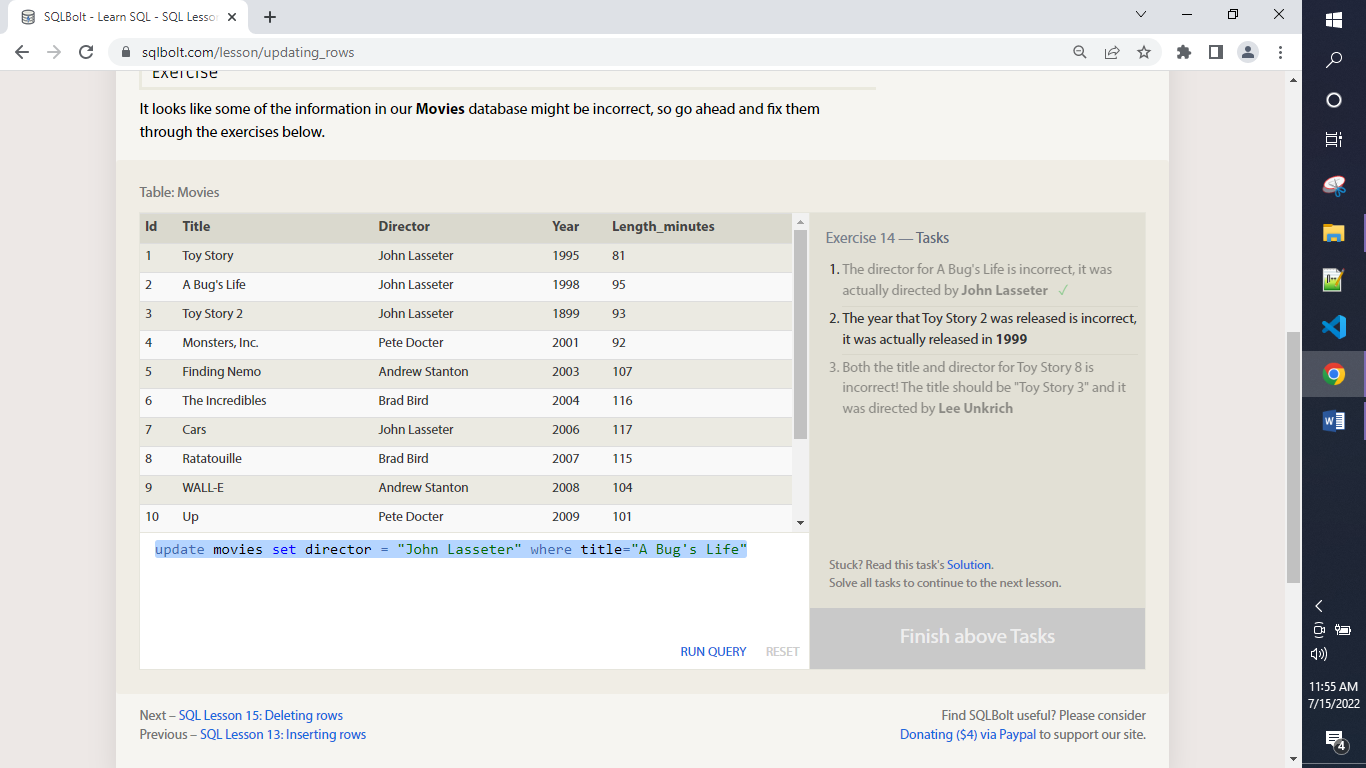 SQLBolt - Learn SQL - SQL Lesso
sqlbolt.com/lesson/updating_rows
Exercise
It looks like some of the information in our Movies database might be incorrect, so go ahead and fix them
through the exercises below.
Table: Movies
Id Title Director Year Length_minutes
1 Toy Story John Lasseter 1995 81
2 A Bug's Life John Lasseter 1998 95
3 Toy Story 2 John Lasseter 1899 93
4 Monsters, Inc. Pete Docter 2001 92
5 Finding Nemo Andrew Stanton 2003 107
6 The Incredibles Brad Bird 2004 116
7 Cars John Lasseter 2006 117
8 Ratatouille Brad Bird 2007 115
9 WALL-E Andrew Stanton 2008 104
10 Up Pete Docter 2009 101
update movies set director = "John Lasseter" where title="A Bug's Life"
RUN QUERY RESET
Exercise 14 — Tasks
1. The director for A Bug's Life is incorrect, it was
actually directed by John Lasseter ✓
2. The year that Toy Story 2 was released is incorrect,
it was actually released in 1999
3. Both the title and director for Toy Story 8 is
incorrect! The title should be "Toy Story 3" and it
was directed by Lee Unkrich
Stuck? Read this task's Solution.
Solve all tasks to continue to the next lesson.
Finish above Tasks
Next – SQL Lesson 15: Deleting rows
Previous – SQL Lesson 13: Inserting rows
Find SQLBolt useful? Please consider
Donating ($4) via Paypal to support our site.
11:55 AM
7/15/2022
4